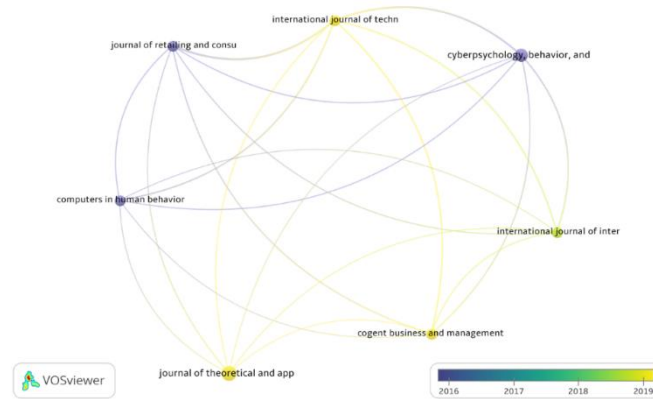 international journal of techn
journal of retailing and consu
cyberpsychology, behavior, and
computers in human behavior
international journal of inter
cogent business and management
journal of theoretical and app
VOSviewer
2016 2017 2018 2019